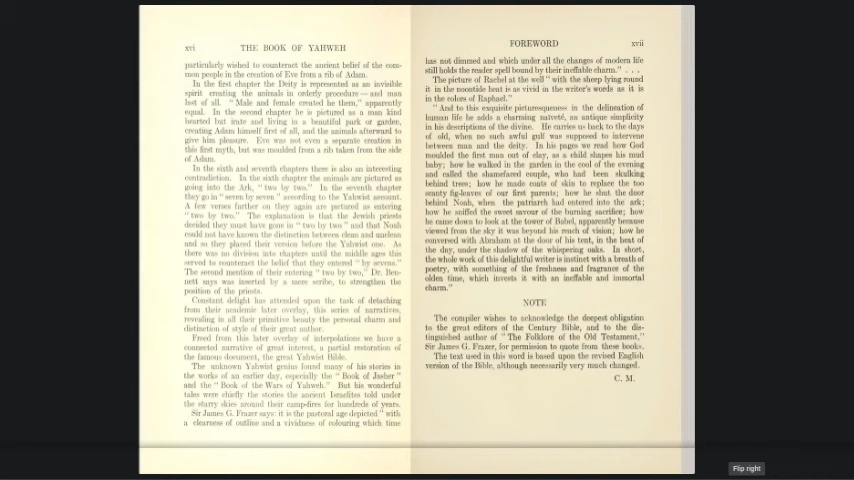 xvi THE BOOK OF YAHWEH
particularly wished to counteract the ancient belief of the com-
mon people in the creation of Eve from a rib of Adam.
In the first chapter the Deity is represented as an invisible
spirit creating the animals in orderly procedure—and man
last of all. "Male and female created he them," apparently
equal. In the second chapter he is pictured as a man kind
hearted but irate and living in a beautiful park or garden,
creating Adam himself first of all, and the animals afterward to
give him pleasure. Eve was not even a separate creation in
this first myth, but was moulded from a rib taken from the side
of Adam.
In the sixth and seventh chapters there is also an interesting
contradiction. In the sixth chapter the animals are pictured as
going into the Ark, "two by two." In the seventh chapter
they go in "seven by seven" according to the Yahwist account.
A few verses farther on they again are pictured as entering
"two by two." The explanation is that the Jewish priests
decided they must have gone in "two by two" and that Noah
could not have known the distinction between clean and unclean
and so they placed their version before the Yahwist one. As
there was no division into chapters until the middle ages this
served to counteract the belief that they entered "by sevens."
The second mention of their entering "two by two," Dr. Ben-
nett says was inserted by a mere scribe, to strengthen the
position of the priests.
Constant delight has attended upon the task of detaching
from their academic later overlay, this series of narratives,
revealing in all their primitive beauty the personal charm and
distinction of style of their great author.
Freed from this later overlay of interpolations we have a
connected narrative of great interest, a partial restoration of
the famous document, the great Yahwist Bible.
The unknown Yahwist genius found many of his stories in
the works of an earlier day, especially the "Book of Jasher"
and the "Book of the Wars of Yahweh." But his wonderful
tales were chiefly the stories the ancient Israelites told under
the starry skies around their camp-fires for hundreds of years.
Sir James G. Frazer says: it is the pastoral age depicted "with
a clearness of outline and a vividness of colouring which time
FOREWORD xvii
has not dimmed and which under all the changes of modern life
still holds the reader spell bound by their ineffable charm." . . .
The picture of Rachel at the well "with the sheep lying round
it in the noontide heat is as vivid in the writer's words as it is
in the colors of Raphael."
"And to this exquisite picturesqueness in the delineation of
human life he adds a charming naïveté, an antique simplicity
in his descriptions of the divine. He carries us back to the days
of old, when no such awful gulf was supposed to intervene
between man and the deity. In his pages we read how God
moulded the first man out of clay, as a child shapes his mud
baby; how he walked in the garden in the cool of the evening
and called the shamefaced couple, who had been skulking
behind trees; how he made coats of skin to replace the too
scanty fig-leaves of our first parents; how he shut the door
behind Noah, when the patriarch had entered into the ark;
how he sniffed the sweet savour of the burning sacrifice; how
he came down to look at the tower of Babel, apparently because
viewed from the sky it was beyond his reach of vision; how he
conversed with Abraham at the door of his tent, in the heat of
the day, under the shadow of the whispering oaks. In short,
the whole work of this delightful writer is instinct with a breath of
poetry, with something of the freshness and fragrance of the
olden time, which invests it with an ineffable and immortal
charm."
NOTE
The compiler wishes to acknowledge the deepest obligation
to the great editors of the Century Bible, and to the dis-
tinguished author of "The Folklore of the Old Testament,"
Sir James G. Frazer, for permission to quote from these books.
The text used in this word is based upon the revised English
version of the Bible, although necessarily very much changed.
C. M.
Flip right